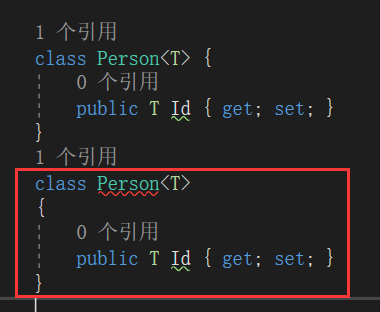 1 个引用
class Person<T> {
0 个引用
public T Id { get; set; }
}
1 个引用
class Person<T>
{
0 个引用
public T Id { get; set; }
}